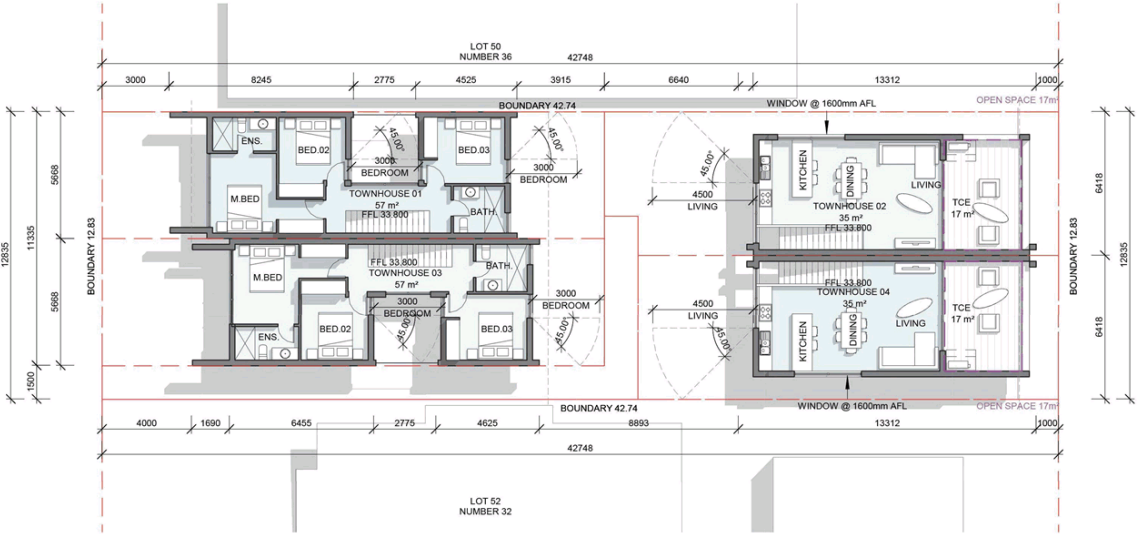 LOT 50
NUMBER 36
42748
3000
8245
2775
4525
3915
6640
13312
1000
BOUNDARY 42.74
WINDOW @ 1600mm AFL
OPEN SPACE 17m²
ENS.
BED.02
45.00°
BED.03
45.00°
45.00°
KITCHEN
DINING
3000
BEDROOM
3000
BEDROOM
LIVING
M.BED
TOWNHOUSE 01
57 m²
FFL 33.800
BATH.
4500
LIVING
TOWNHOUSE 02
35 m²
FFL 33.800
TCE
17 m²
12835
11335
5668
5668
1500
BOUNDARY 12.83
6418
6418
BOUNDARY 12.83
12835
M.BED
FFL 33.800
TOWNHOUSE 03
57 m²
BATH.
FFL 33.800
TOWNHOUSE 04
35 m²
3000
BEDROOM
3000
BEDROOM
4500
LIVING
TCE
17 m²
BED.02
45.00°
BED.03
45.00°
45.00°
KITCHEN
DINING
LIVING
ENS.
BOUNDARY 42.74
WINDOW @ 1600mm AFL
OPEN SPACE 17m²
4000
1690
6455
2775
4625
8893
13312
1000
42748
LOT 52
NUMBER 32